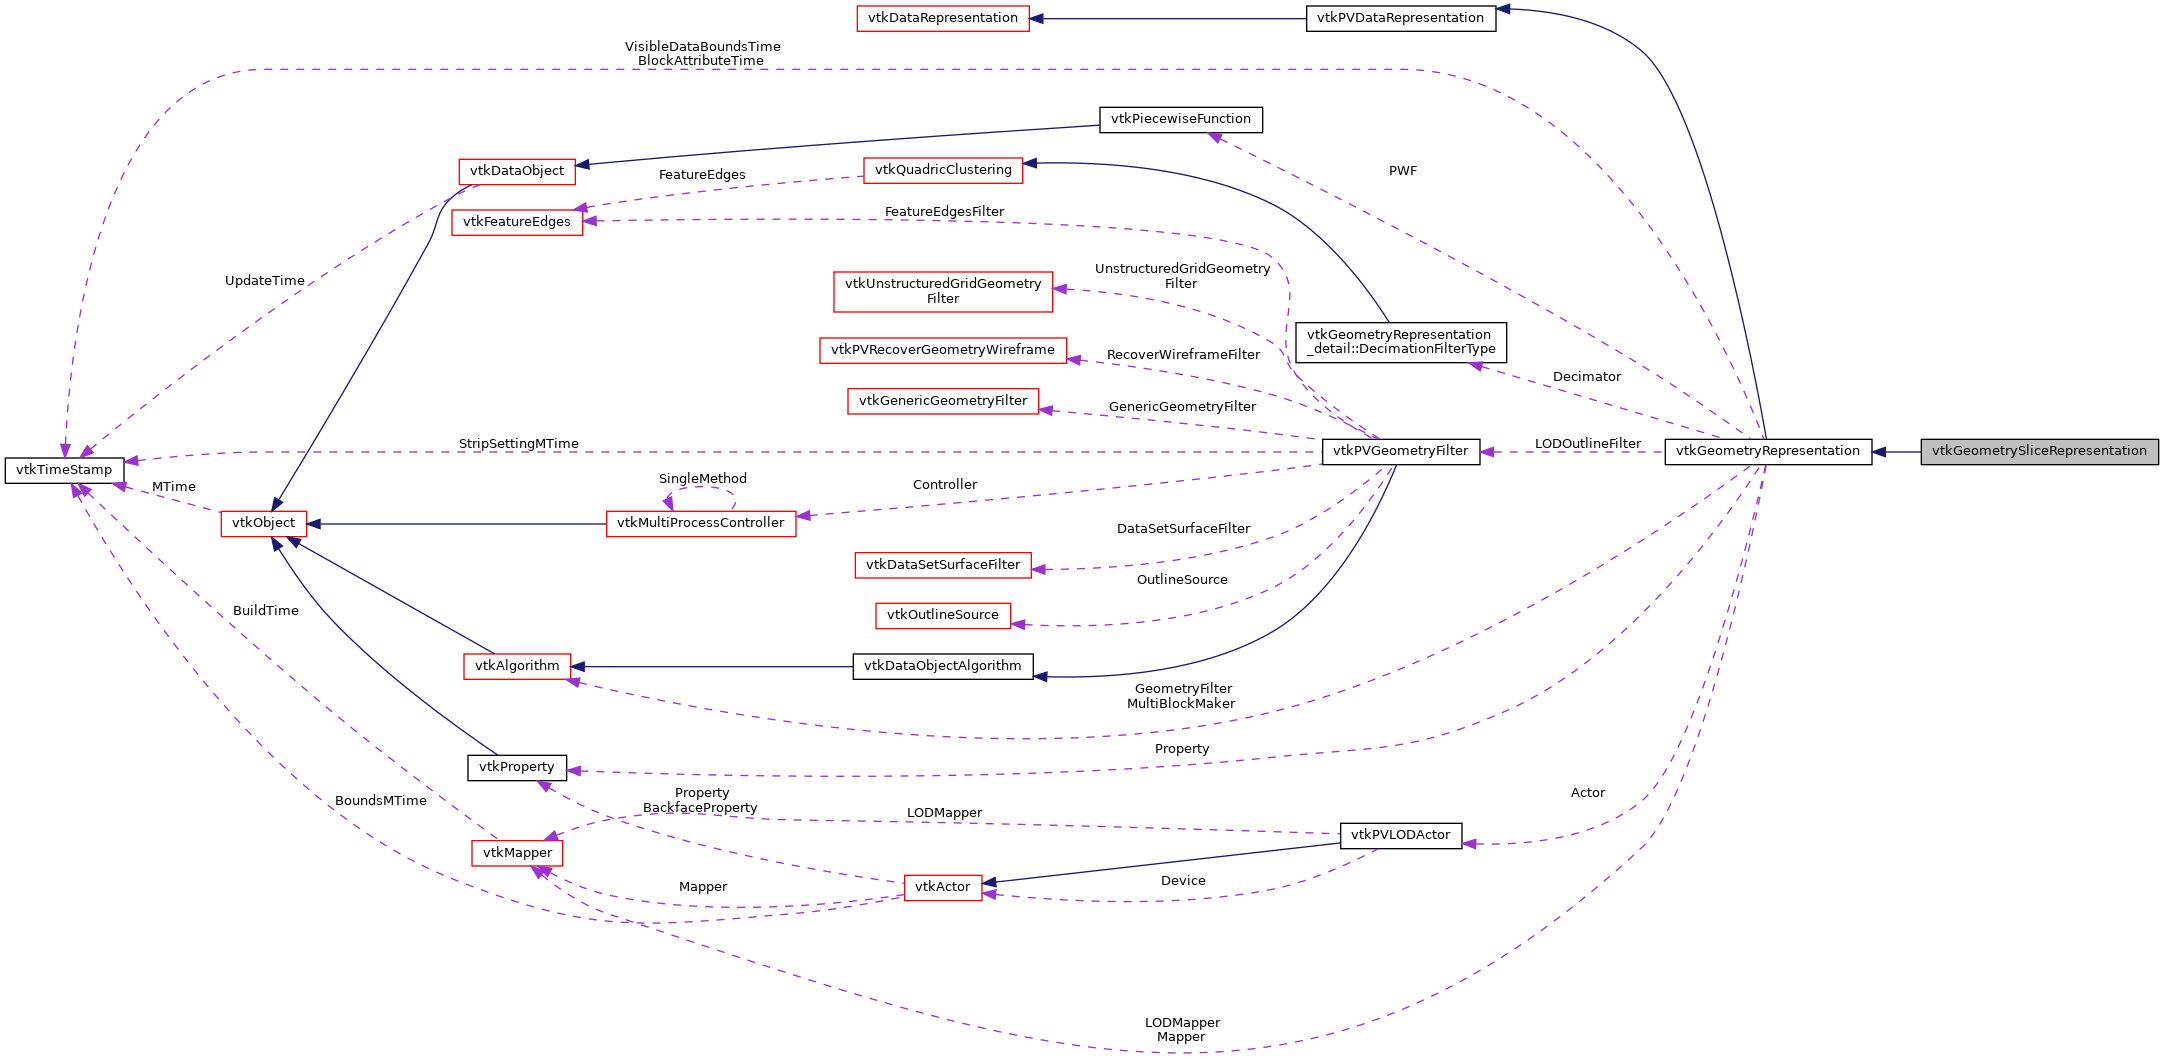 vtkDataRepresentation
vtkPVDataRepresentation
VisibleDataBoundsTime
BlockAttributeTime
vtkPiecewiseFunction
vtkDataObject
vtkQuadricClustering
PWF
FeatureEdges
vtkFeatureEdges
FeatureEdgesFilter
UpdateTime
vtkUnstructuredGridGeometry
Filter
UnstructuredGridGeometry
Filter
vtkGeometryRepresentation
_detail::DecimationFilterType
vtkPVRecoverGeometryWireframe
RecoverWireframeFilter
Decimator
vtkGenericGeometryFilter
GenericGeometryFilter
StripSettingMTime
vtkPVGeometryFilter
LODOutlineFilter
vtkGeometryRepresentation
vtkGeometrySliceRepresentation
vtkTimeStamp
MTime
SingleMethod
Controller
vtkObject
vtkMultiProcessController
DataSetSurfaceFilter
vtkDataSetSurfaceFilter
OutlineSource
BuildTime
vtkOutlineSource
vtkAlgorithm
vtkDataObjectAlgorithm
GeometryFilter
MultiBlockMaker
Property
vtkProperty
BoundsMTime
Property
BackfaceProperty
LODMapper
Actor
vtkPVLODActor
vtkMapper
Mapper
vtkActor
Device
LODMapper
Mapper